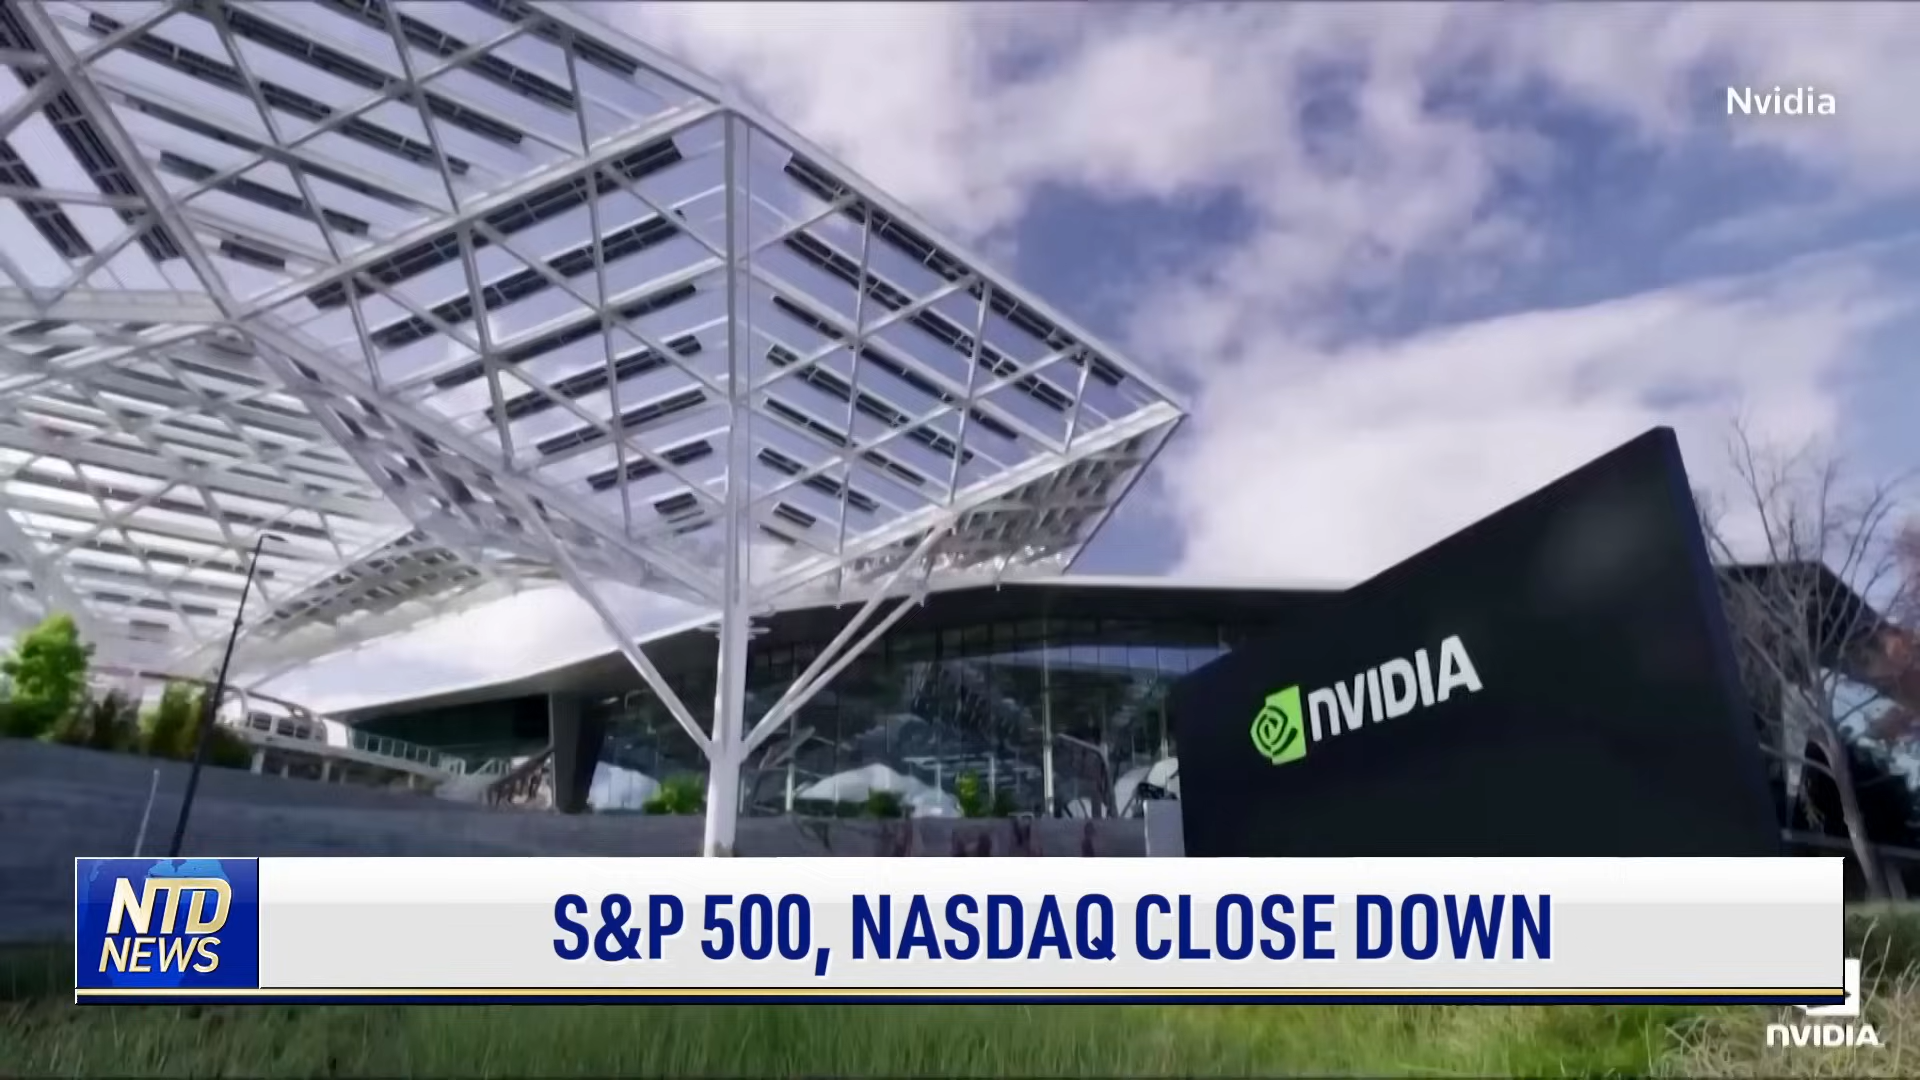 Nvidia
NVIDIA
NTD
NEWS
S&P 500, NASDAQ CLOSE DOWN
NVIDIA